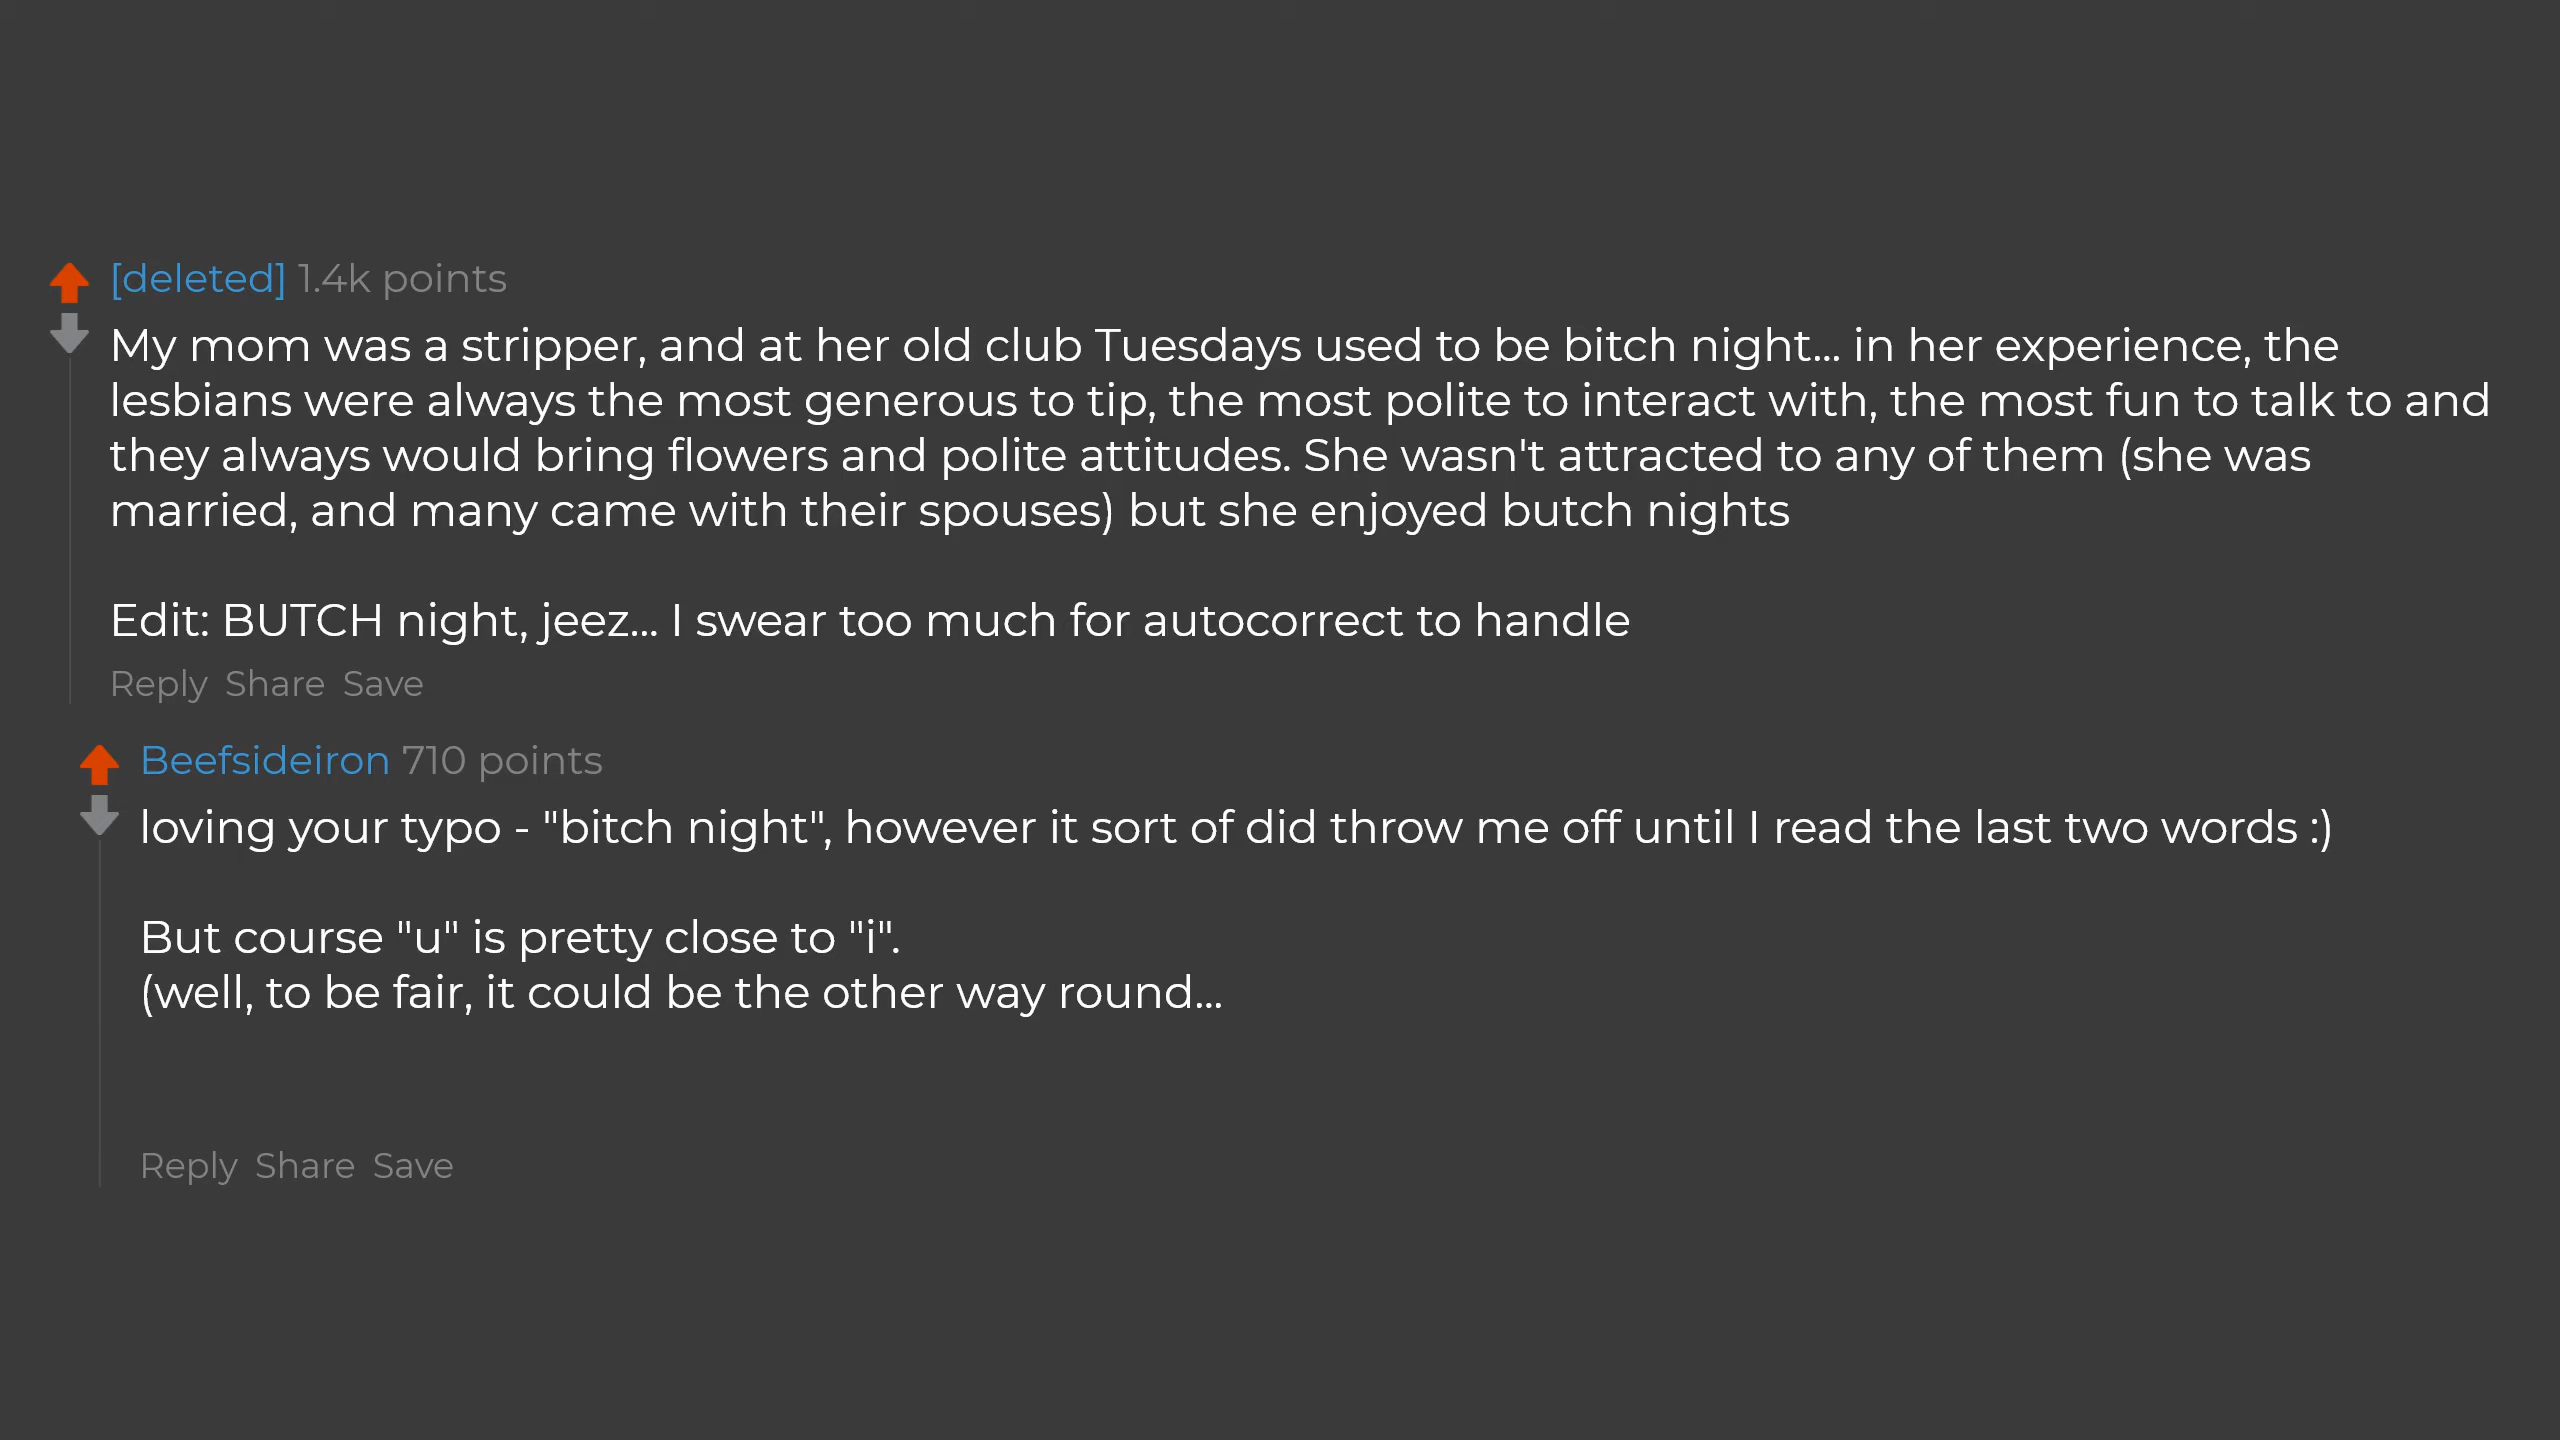 [deleted] 1.4k points
My mom was a stripper, and at her old club Tuesdays used to be bitch night... in her experience, the
lesbians were always the most generous to tip, the most polite to interact with, the most fun to talk to and
they always would bring flowers and polite attitudes. She wasn't attracted to any of them (she was
married, and many came with their spouses) but she enjoyed butch nights
Edit: BUTCH night, jeez... I swear too much for autocorrect to handle
Reply Share Save
Beefsideiron 710 points
loving your typo - "bitch night", however it sort of did throw me off until I read the last two words :)
But course "u" is pretty close to "i".
(well, to be fair, it could be the other way round...
Reply Share Save